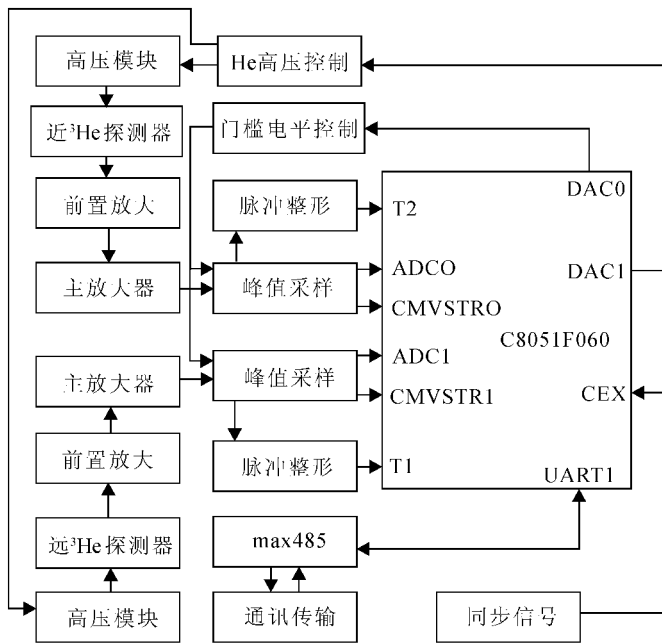 高压模块
He高压控制
近³He探测器
门槛电平控制
前置放大
脉冲整形
T2
DAC0
主放大器
峰值采样
ADCO
DAC1
CMVSTRO
C8051F060
主放大器
峰值采样
ADC1
CMVSTR1
CEX
前置放大
脉冲整形
T1
UART1
远³He探测器
max485
高压模块
通讯传输
同步信号